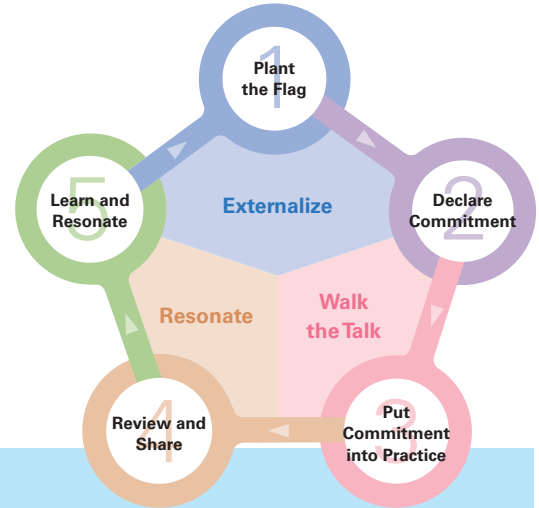 1
Plant
the Flag
2
Declare
Commitment
3
Put
Commitment
into Practice
4
Review and
Share
5
Learn and
Resonate
Externalize
Walk
the Talk
Resonate